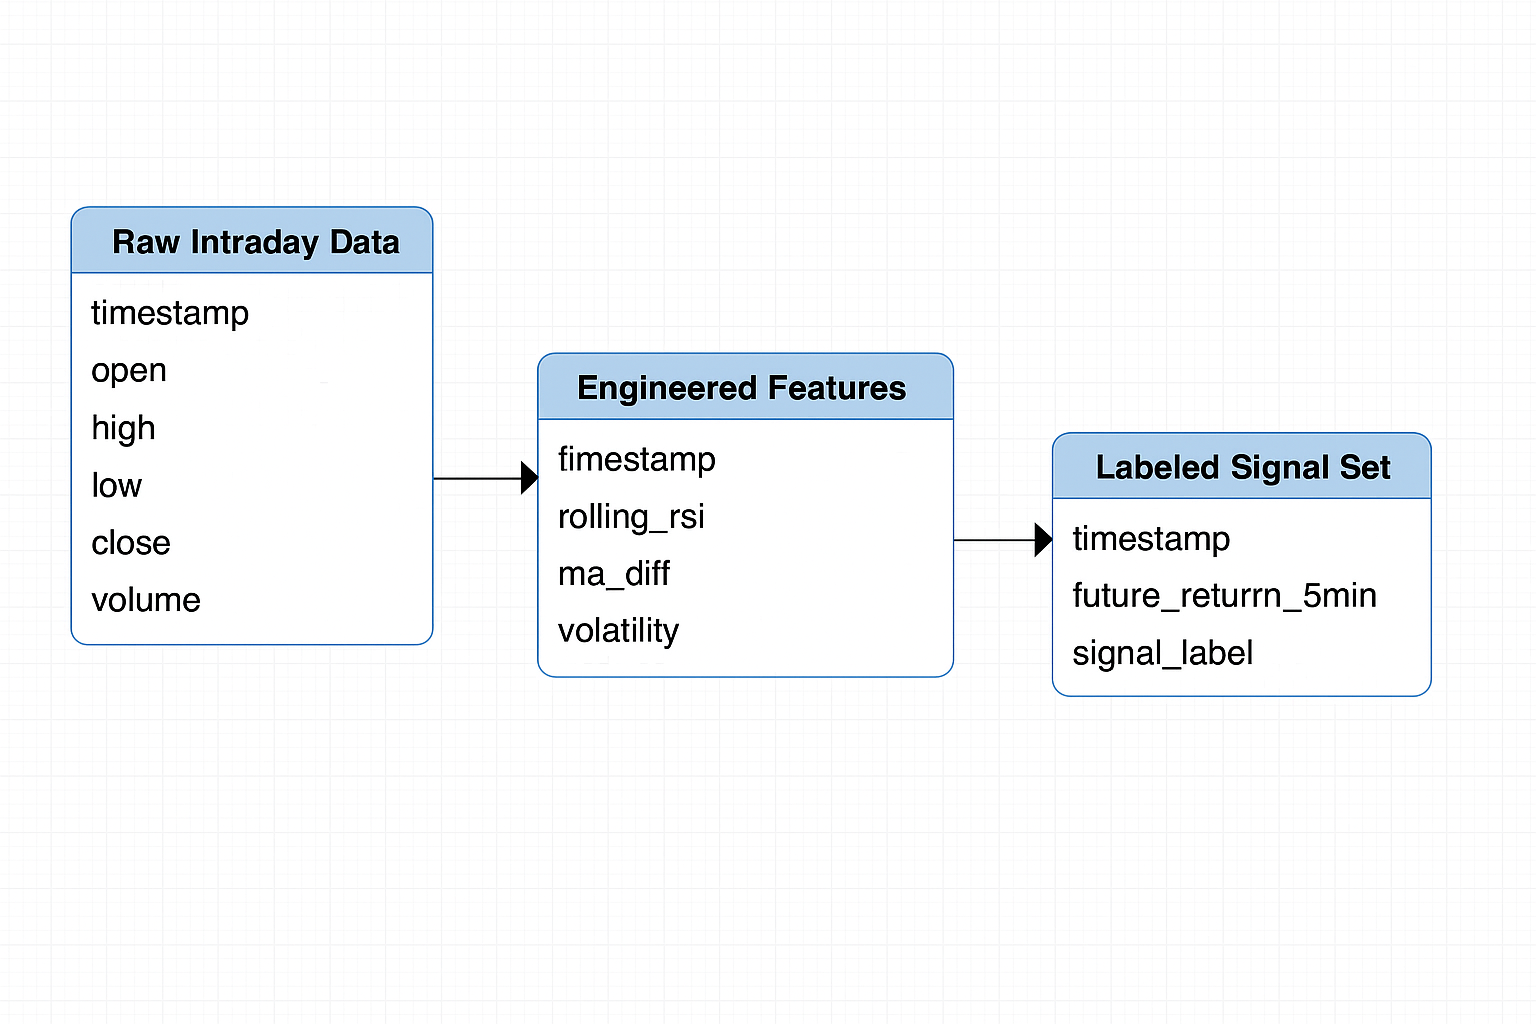 Raw Intraday Data
timestamp
open
high
low
close
volume
Engineered Features
fimestamp
rolling_rsi
ma_diff
volatility
Labeled Signal Set
timestamp
future_returrn_5min
signal_label